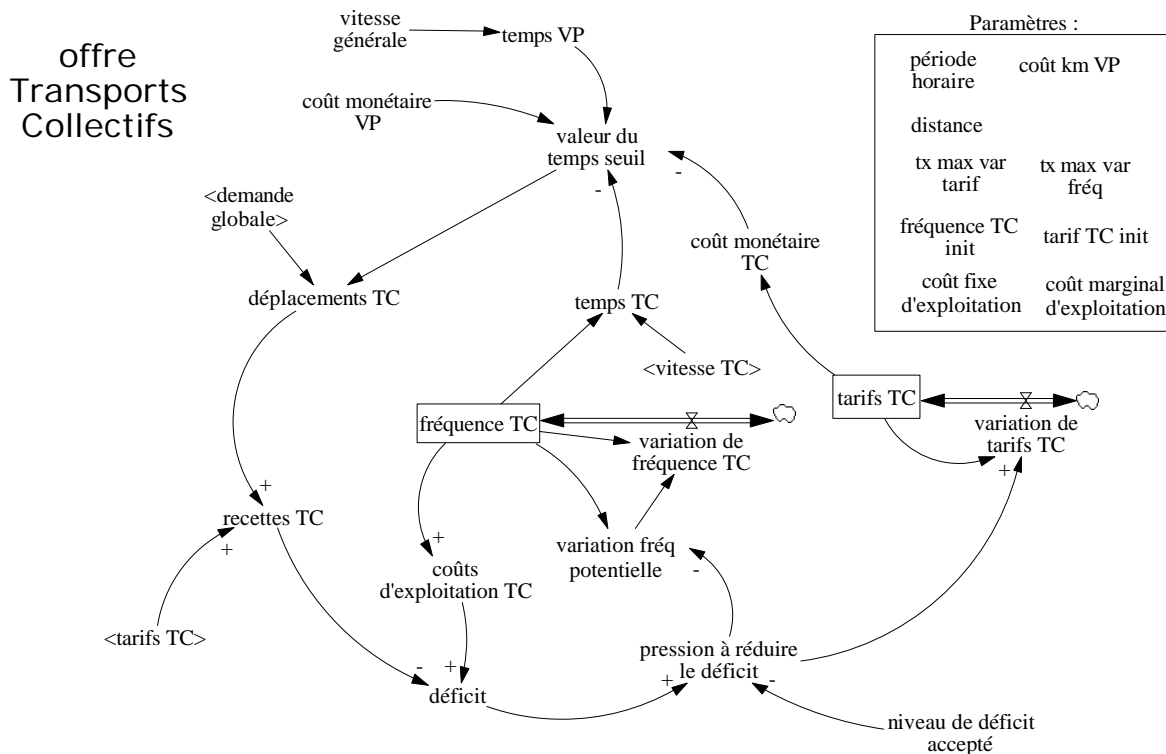 offre
Transports
Collectifs
vitesse
générale
temps VP
coût monétaire
VP
valeur du
temps seuil
-
-
<demande
globale>
coût monétaire
TC
déplacements TC
temps TC
<vitesse TC>
fréquence TC
variation de
fréquence TC
tarifs TC
variation de
tarifs TC
+
+
recettes TC
+
<tarifs TC>
+
coûts
d'exploitation TC
variation fréq
potentielle
-
pression à réduire
le déficit
-
+
déficit
+
-
niveau de déficit
accepté
Paramètres :
période
horaire
coût km VP
distance
tx max var
tarif
tx max var
fréq
fréquence TC
init
tarif TC init
coût fixe
d'exploitation
coût marginal
d'exploitation